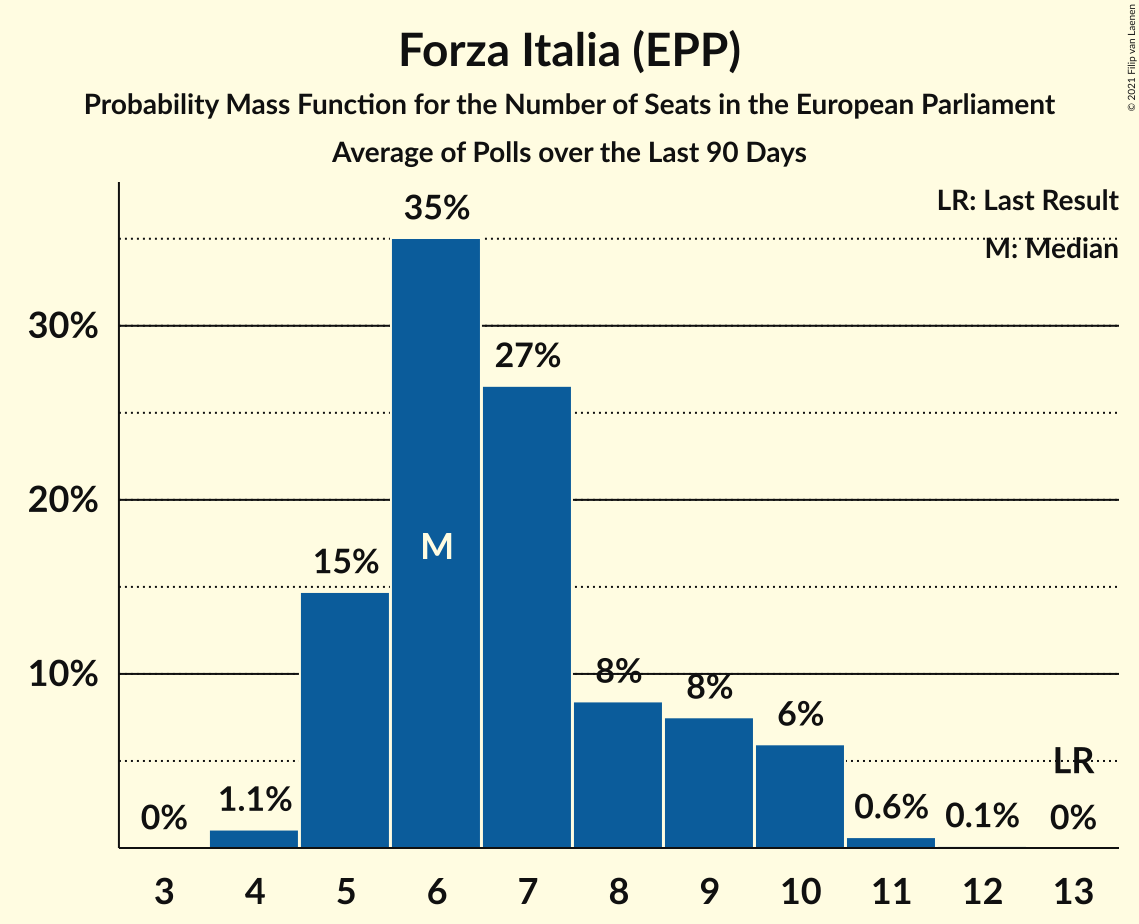 Forza Italia (EPP)
Probability Mass Function for the Number of Seats in the European Parliament
Average of Polls over the Last 90 Days
© 2021 Filip van Laenen
LR: Last Result
M: Median
35%
30%
27%
20%
15%
M
10%
8%
8%
6%
LR
0%
1.1%
0.6%
0.1%
0%
3 4 5 6 7 8 9 10 11 12 13